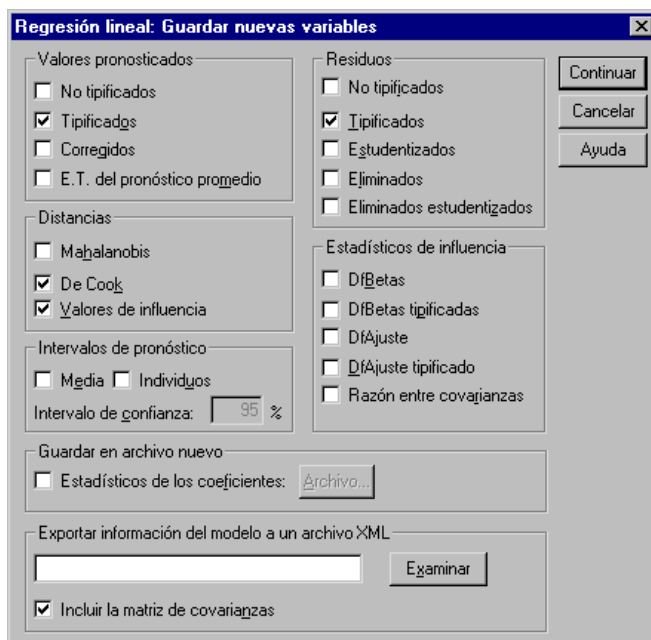 Regresión lineal: Guardar nuevas variables
Valores pronosticados
No tipificados
Tipificados
Corregidos
E.T. del pronóstico promedio
Residuos
No tipificados
Tipificados
Estudentizados
Eliminados
Eliminados estudentizados
Continuar
Cancelar
Ayuda
Distancias
Mahalanobis
De Cook
Valores de influencia
Estadísticos de influencia
DfBetas
DfBetas tipificadas
DfAjuste
DfAjuste tipificado
Razón entre covarianzas
Intervalos de pronóstico
Media Individuos
Intervalo de confianza: 95 %
Guardar en archivo nuevo
Estadísticos de los coeficientes: Archivo...
Exportar información del modelo a un archivo XML
Examinar
Incluir la matriz de covarianzas